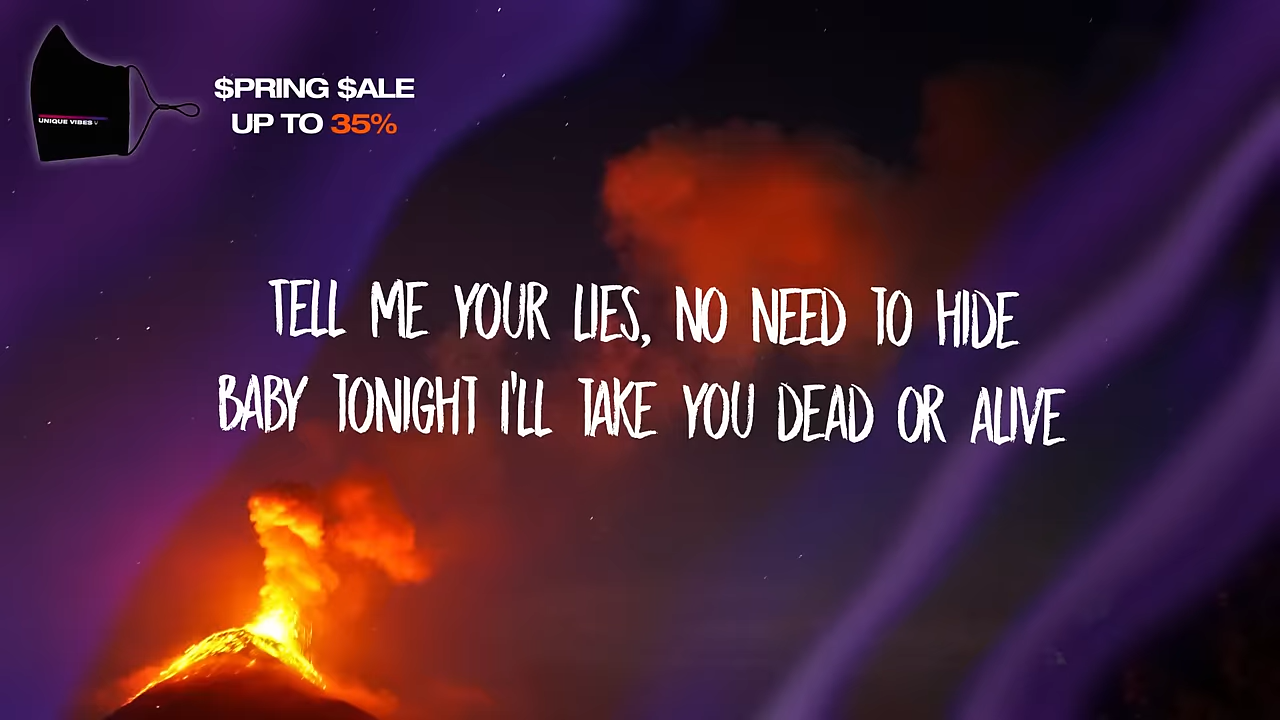 UNIQUE VIBES
$PRING $ALE
UP TO 35%
TELL ME YOUR LIES, NO NEED TO HIDE
BABY TONIGHT I'LL TAKE YOU DEAD OR ALIVE